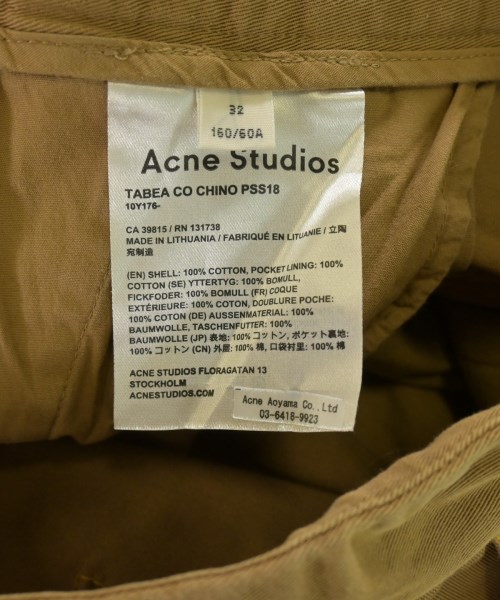 32
160/60A
Acne Studios
TABEA CO CHINO PSS18
10Y176-
CA 39815 / RN 131738
MADE IN LITHUANIA / FABRIQUÉ EN LITUANIE / 立陶
宛制造
(EN) SHELL: 100% COTTON, POCKET LINING: 100%
COTTON (SE) YTTERTYG: 100% BOMULL,
FICKFODER: 100% BOMULL (FR) COQUE
EXTÉRIEURE: 100% COTON, DOUBLURE POCHE:
100% COTON (DE) AUSSENMATERIAL: 100%
BAUMWOLLE, TASCHENFUTTER: 100%
BAUMWOLLE (JP) 表地: 100% コットン, ポケット裏地:
100% コットン (CN) 外层: 100% 棉, 口袋衬里: 100% 棉
ACNE STUDIOS FLORAGATAN 13
STOCKHOLM
ACNESTUDIOS.COM
Acne Aoyama Co.,Ltd
03-6418-9923